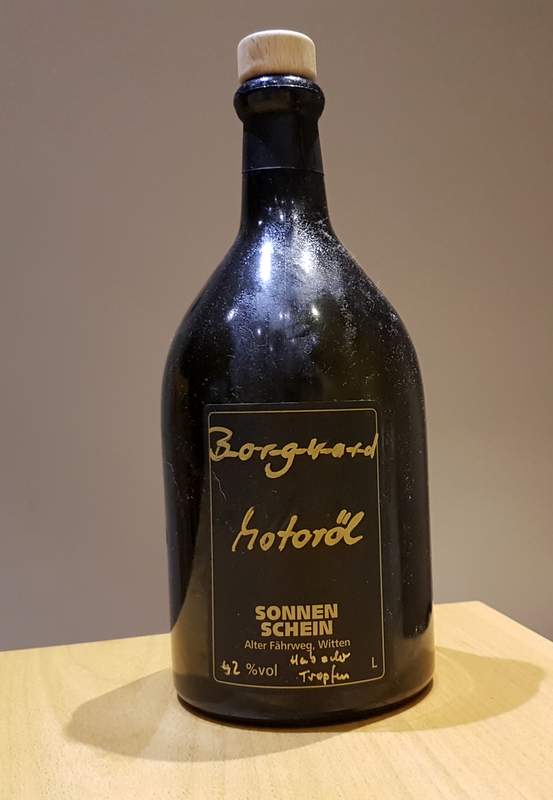 Borgward
Motoröl
SONNEN
SCHEIN
Alter Fährweg, Witten
42 %vol L
Tropfen